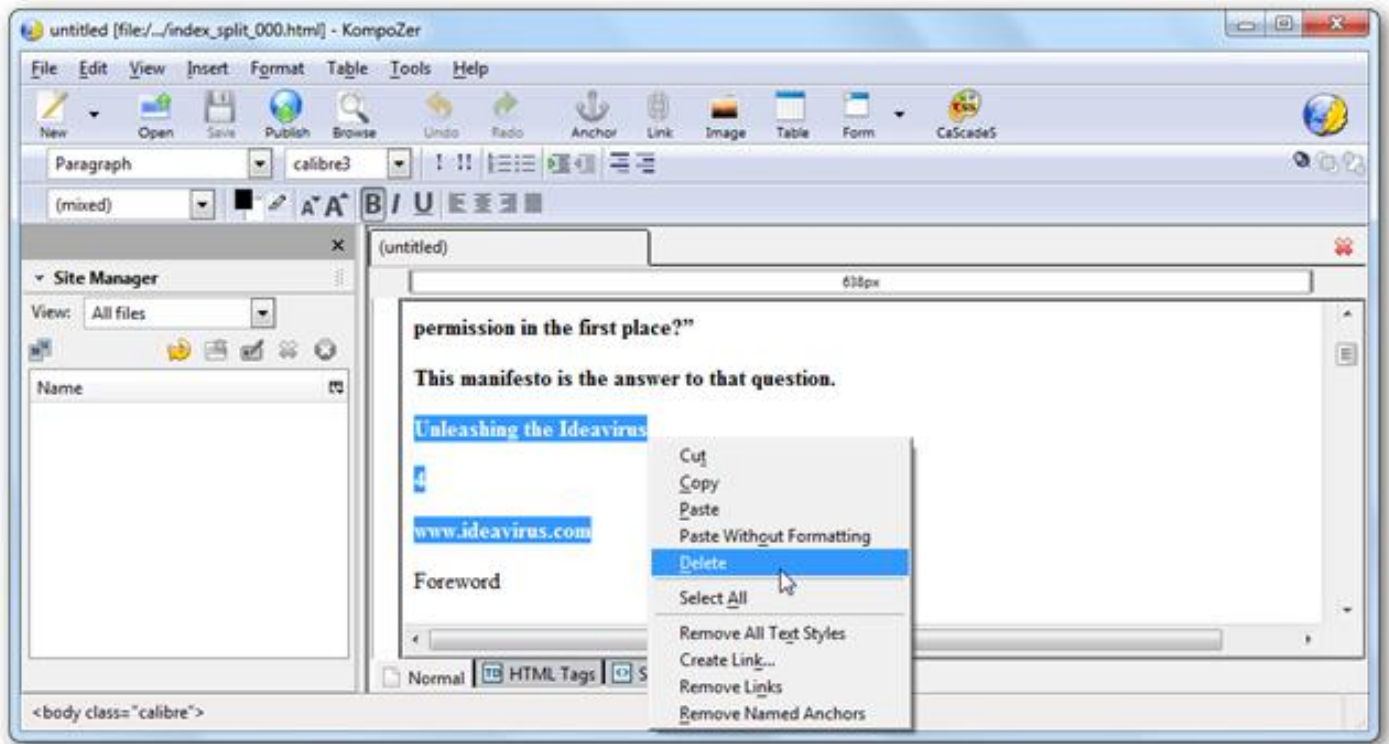 untitled [file:/.../index_split_000.html] - KompoZer
File Edit View Insert Format Table Tools Help
New Open Save Publish Browse Undo Redo Anchor Link Image Table Form CaScadeS
Paragraph calibre3 ! !!
(mixed) A A B I U
(untitled)
Site Manager
638px
View: All files
Name
permission in the first place?”
This manifesto is the answer to that question.
Unleashing the Ideavirus
4
www.ideavirus.com
Foreword
Cut
Copy
Paste
Paste Without Formatting
Delete
Select All
Remove All Text Styles
Create Link...
Remove Links
Remove Named Anchors
Normal TD HTML Tags S
<body class="calibre">